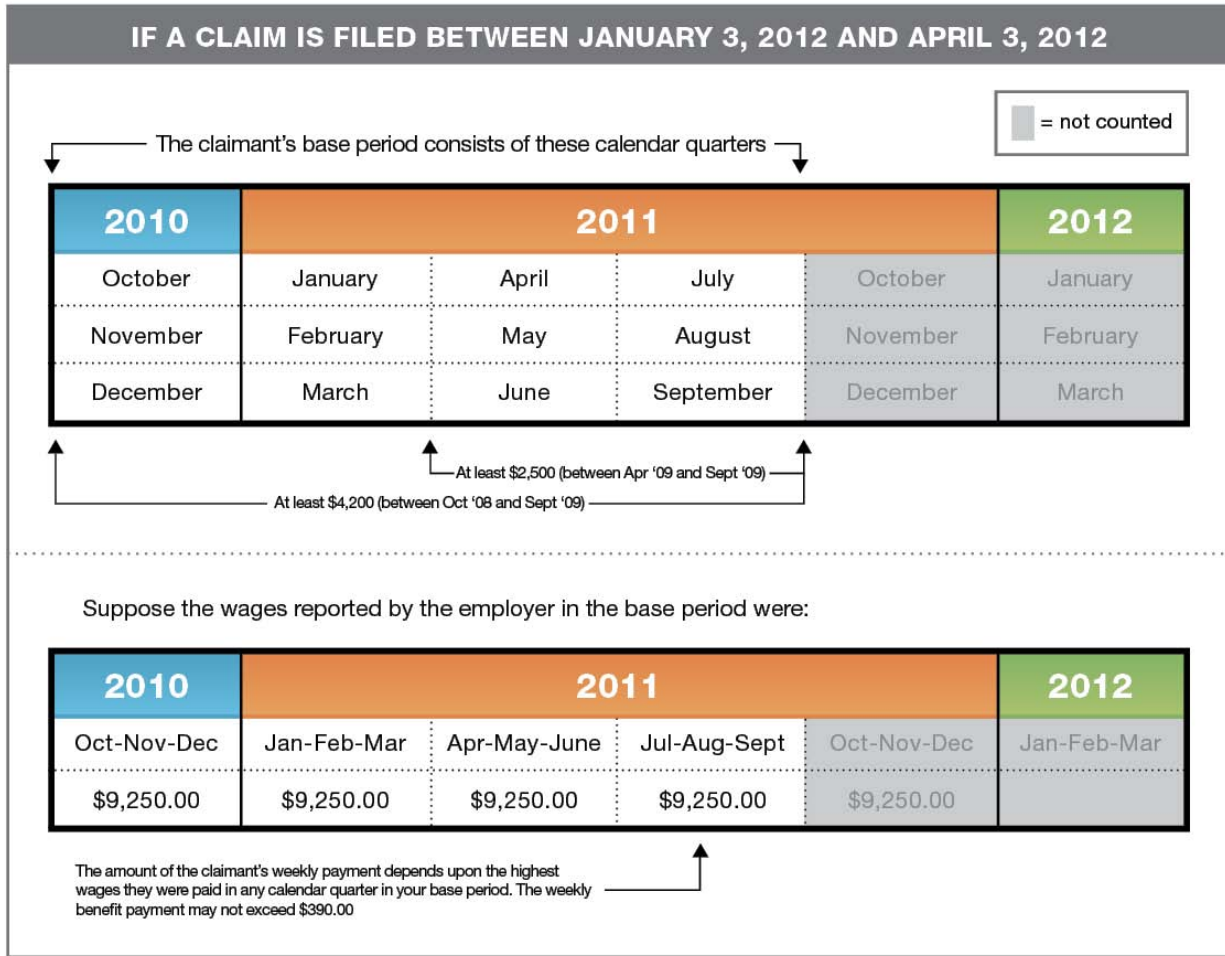 IF A CLAIM IS FILED BETWEEN JANUARY 3, 2012 AND APRIL 3, 2012
= not counted
The claimant’s base period consists of these calendar quarters
2010 2011 2012
October January April July October January
November February May August November February
December March June September December March
At least $2,500 (between Apr ‘09 and Sept ‘09)
At least $4,200 (between Oct ‘08 and Sept ‘09)
Suppose the wages reported by the employer in the base period were:
2010 2011 2012
Oct-Nov-Dec Jan-Feb-Mar Apr-May-June Jul-Aug-Sept Oct-Nov-Dec Jan-Feb-Mar
$9,250.00 $9,250.00 $9,250.00 $9,250.00 $9,250.00
The amount of the claimant’s weekly payment depends upon the highest
wages they were paid in any calendar quarter in your base period. The weekly
benefit payment may not exceed $390.00